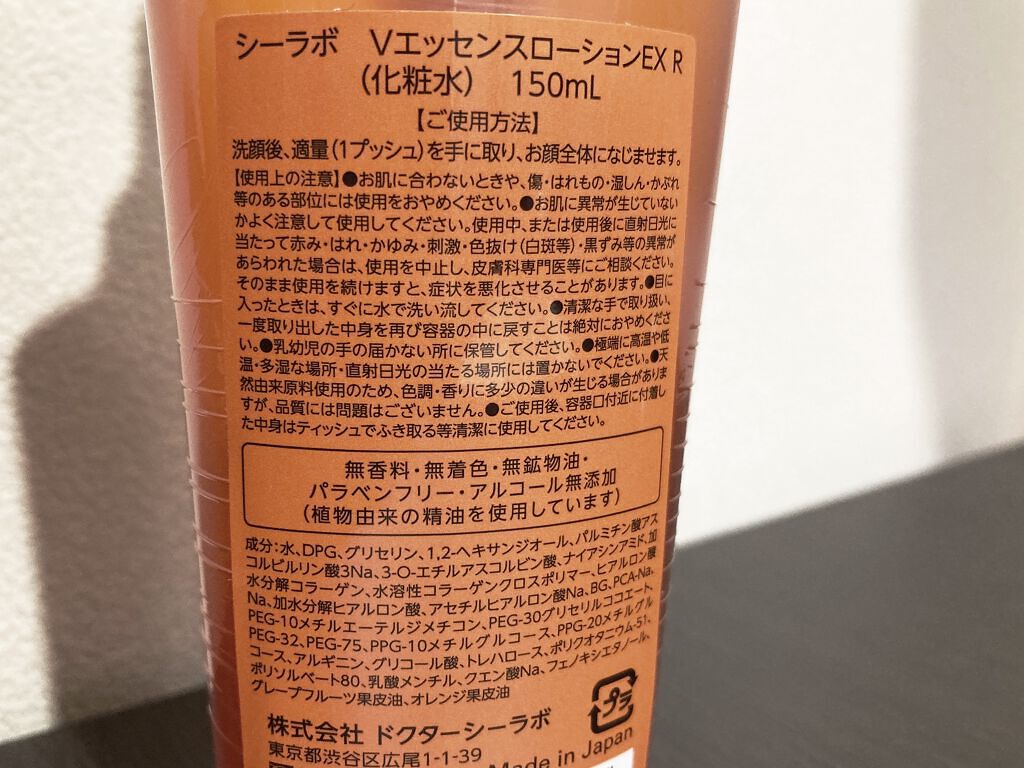 シーラボ　VエッセンスローションEX R
（化粧水）　150mL
【ご使用方法】
洗顔後、適量（1プッシュ）を手に取り、お顔全体になじませます。
【使用上の注意】●お肌に合わないときや、傷・はれもの・湿しん・かぶれ
等のある部位には使用をおやめください。●お肌に異常が生じていない
かよく注意して使用してください。使用中、または使用後に直射日光に
当たって赤み・はれ・かゆみ・刺激・色抜け（白斑等）・黒ずみ等の異常が
あらわれた場合は、使用を中止し、皮膚科専門医等にご相談ください。
そのまま使用を続けますと、症状を悪化させることがあります。●目に
入ったときは、すぐに水で洗い流してください。●清潔な手で取り扱い、
一度取り出した中身を再び容器の中に戻すことは絶対におやめくださ
い。●乳幼児の手の届かない所に保管してください。●極端に高温や低
温・多湿な場所・直射日光の当たる場所には置かないでください。●天
然由来原料使用のため、色調・香りに多少の違いが生じる場合がありま
すが、品質には問題はございません。●ご使用後、容器口付近に付着し
た中身はティッシュでふき取る等清潔に使用してください。
無香料・無着色・無鉱物油・
パラベンフリー・アルコール無添加
（植物由来の精油を使用しています）
成分：水、DPG、グリセリン、1,2-ヘキサンジオール、パルミチン酸アス
コルビルリン酸3Na、3-O-エチルアスコルビン酸、ナイアシンアミド、加
水分解コラーゲン、水溶性コラーゲンクロスポリマー、ヒアルロン酸
Na、加水分解ヒアルロン酸、アセチルヒアルロン酸Na、BG、PCA-Na、
PEG-10メチルエーテルジメチコン、PEG-30グリセリルココエート、
PEG-32、PEG-75、PPG-10メチルグルコース、PPG-20メチルグル
コース、アルギニン、グリコール酸、トレハロース、ポリクオタニウム-51、
ポリソルベート80、乳酸メンチル、クエン酸Na、フェノキシエタノール、
グレープフルーツ果皮油、オレンジ果皮油
プラ
株式会社 ドクターシーラボ
東京都渋谷区広尾1-1-39
Made in Japan